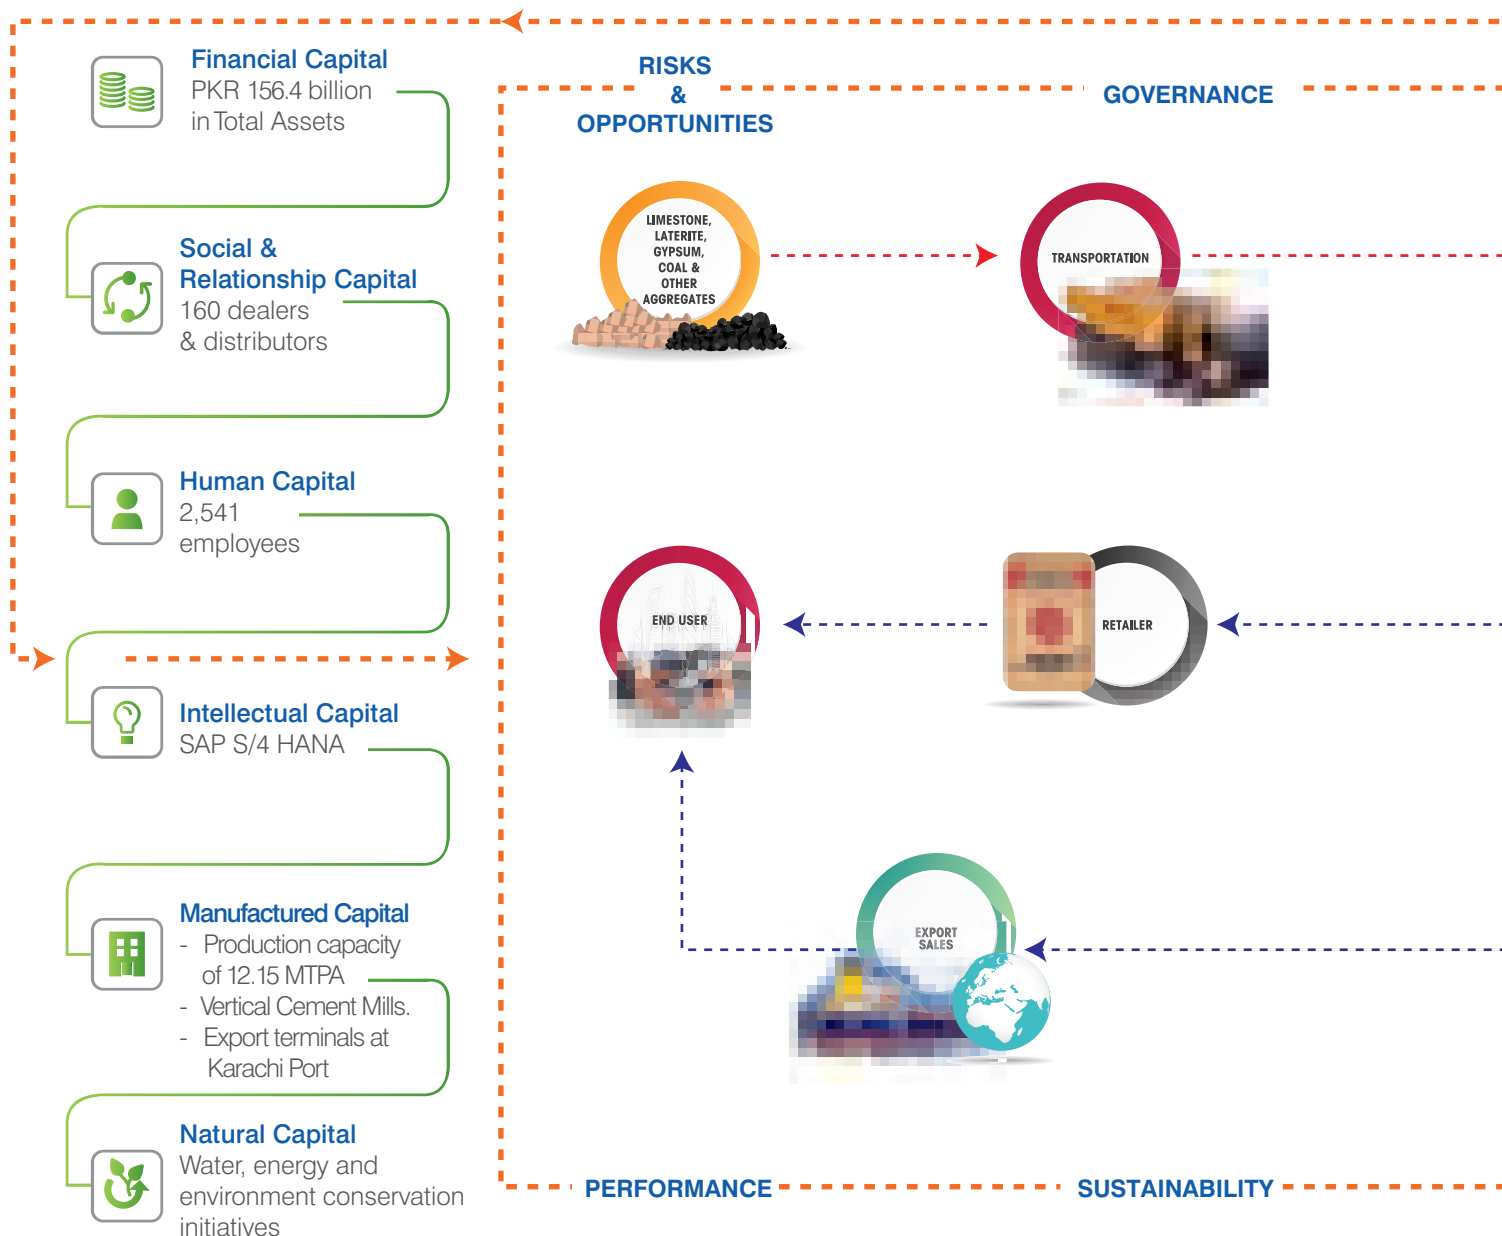 Financial Capital
PKR 156.4 billion
in Total Assets
Social &
Relationship Capital
160 dealers
& distributors
Human Capital
2,541
employees
Intellectual Capital
SAP S/4 HANA
Manufactured Capital
- Production capacity
of 12.15 MTPA
- Vertical Cement Mills.
- Export terminals at
Karachi Port
Natural Capital
Water, energy and
environment conservation
initiatives
RISKS
&
OPPORTUNITIES
GOVERNANCE
LIMESTONE,
LATERITE,
GYPSUM,
COAL &
OTHER
AGGREGATES
TRANSPORTATION
END USER
RETAILER
EXPORT
SALES
PERFORMANCE
SUSTAINABILITY